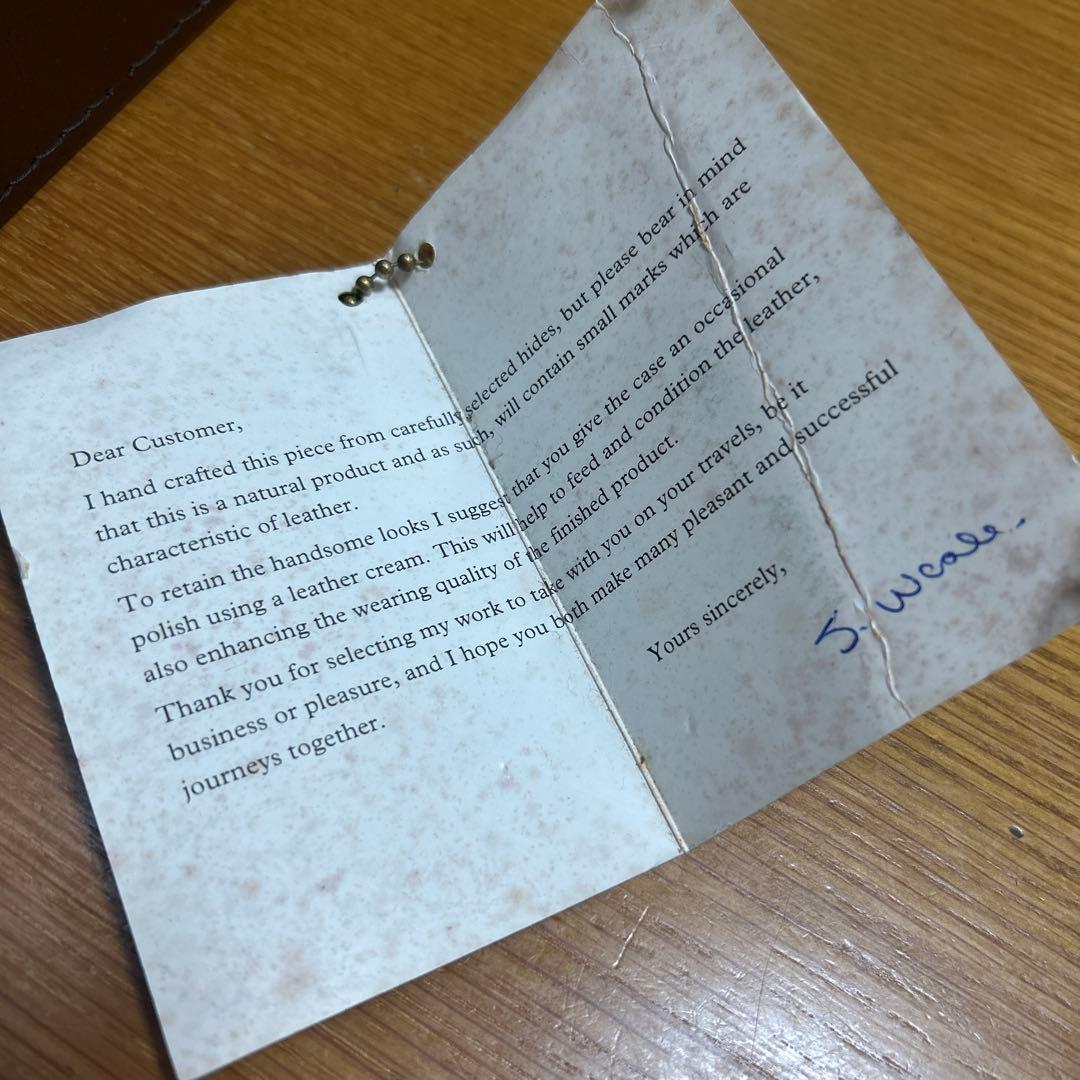 Dear Customer,
I hand crafted this piece from carefully selected hides, but please bear in mind
that this is a natural product and as such, will contain small marks which are
characteristic of leather.
To retain the handsome looks I suggest that you give the case an occasional
polish using a leather cream. This will help to feed and condition the leather,
also enhancing the wearing quality of the finished product.
Thank you for selecting my work to take with you on your travels, be it
business or pleasure, and I hope you both make many pleasant and successful
journeys together.
Yours sincerely,